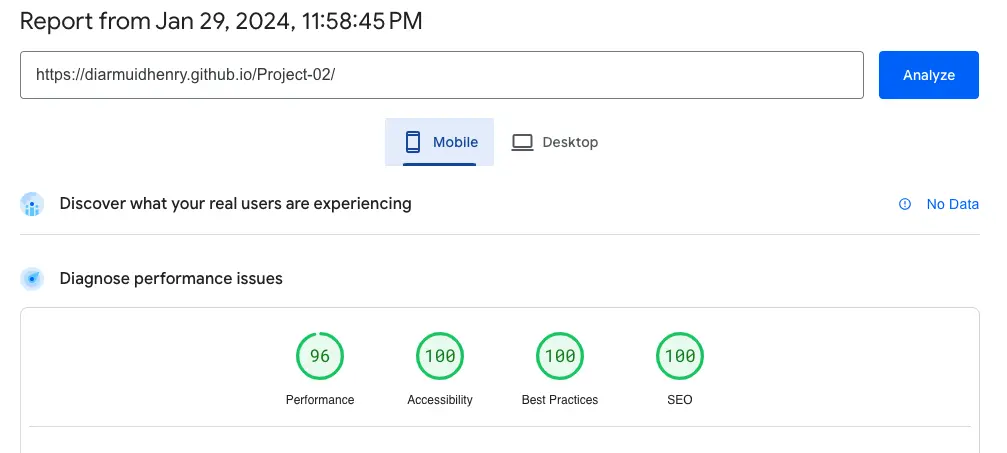 Report from Jan 29, 2024, 11:58:45 PM
https://diarmuidhenry.github.io/Project-02/
Analyze
Mobile
Desktop
Discover what your real users are experiencing
No Data
Diagnose performance issues
96
100
100
100
Performance
Accessibility
Best Practices
SEO